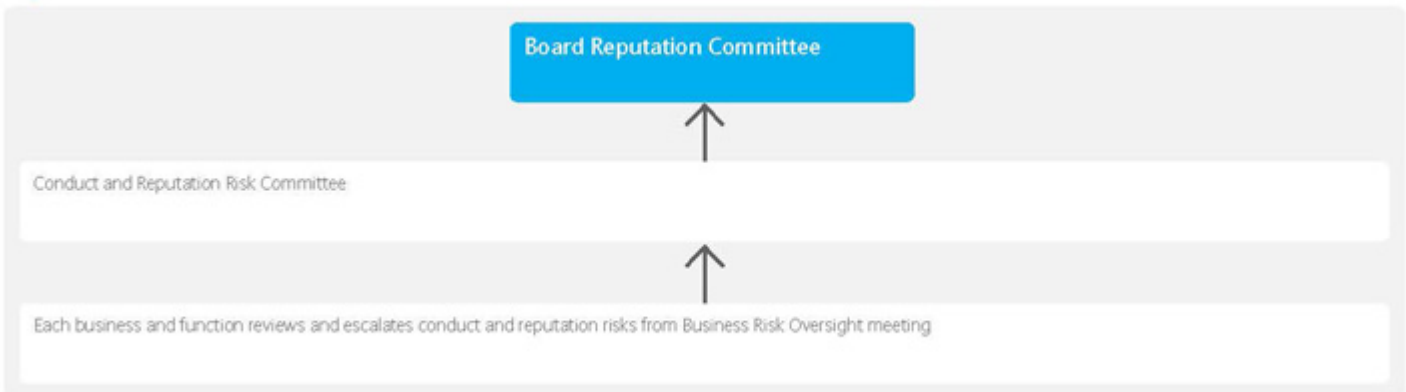 Board Reputation Committee
Conduct and Reputation Risk Committee
Each business and function reviews and escalates conduct and reputation risks from Business Risk Oversight meeting